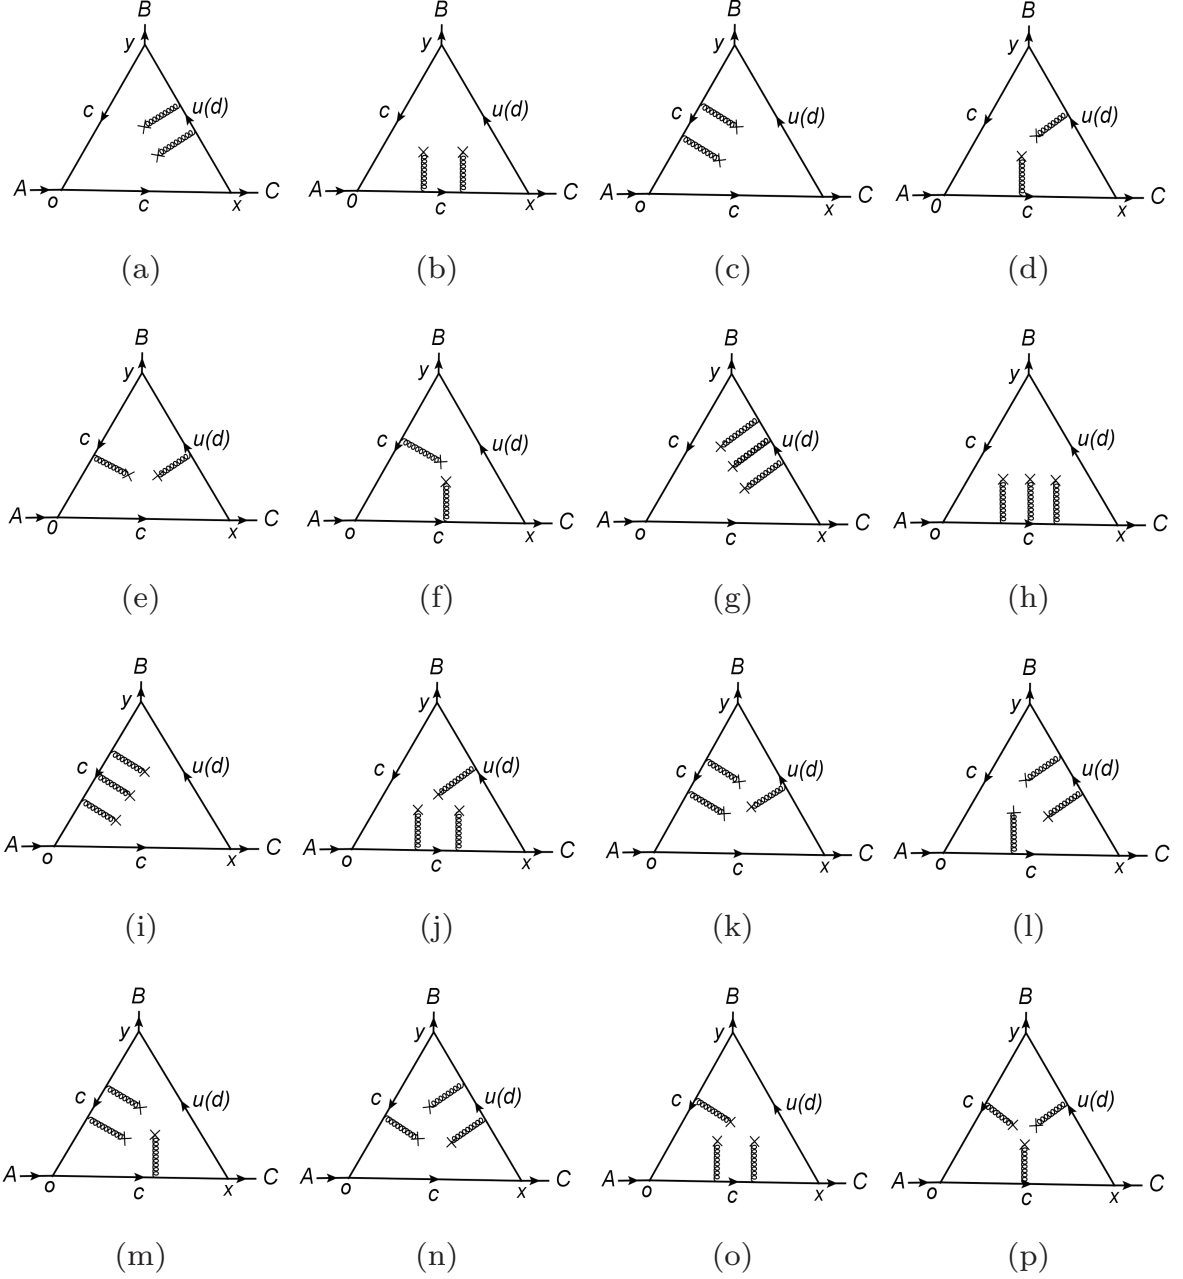 B B B B
y y y y
c u(d) c u(d) c u(d) c u(d)
A o c x C A 0 c x C A o c x C A 0 c x C
(a) (b) (c) (d)
B B B B
y y y y
c u(d) c u(d) c u(d) c u(d)
A 0 c x C A o c x C A o c x C A o c x C
(e) (f) (g) (h)
B B B B
y y y y
c u(d) c u(d) c u(d) c u(d)
A o c x C A o c x C A o c x C A o c x C
(i) (j) (k) (l)
B B B B
y y y y
c u(d) c u(d) c u(d) c u(d)
A o c x C A o c x C A o c x C A o c x C
(m) (n) (o) (p)